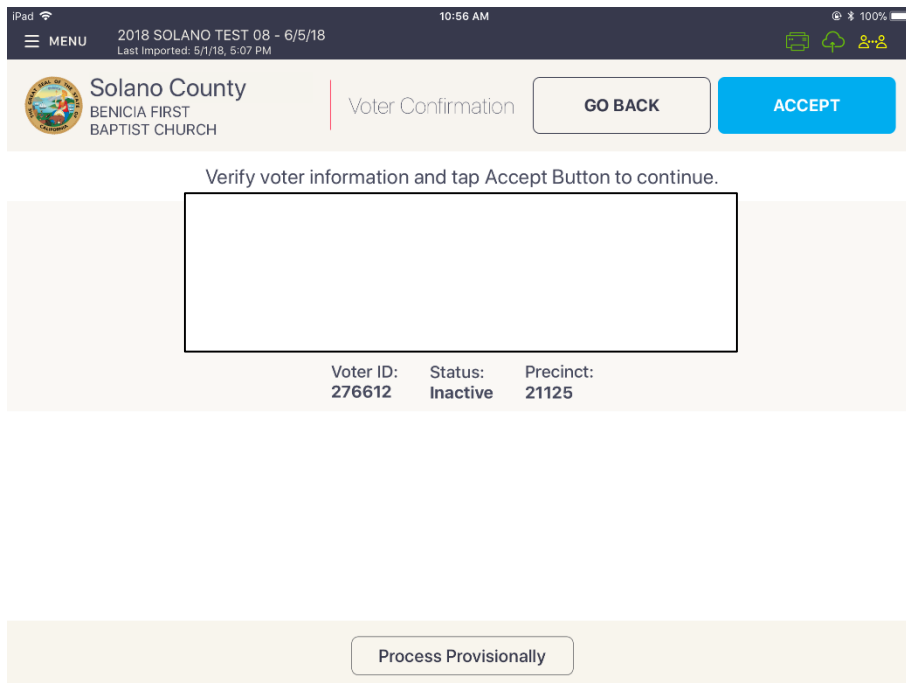 iPad 10:56 AM 100%
MENU 2018 SOLANO TEST 08 - 6/5/18
Last Imported: 5/1/18, 5:07 PM
Solano County
BENICIA FIRST
BAPTIST CHURCH
Voter Confirmation GO BACK ACCEPT
Verify voter information and tap Accept Button to continue.
Voter ID: Status: Precinct:
276612 Inactive 21125
Process Provisionally